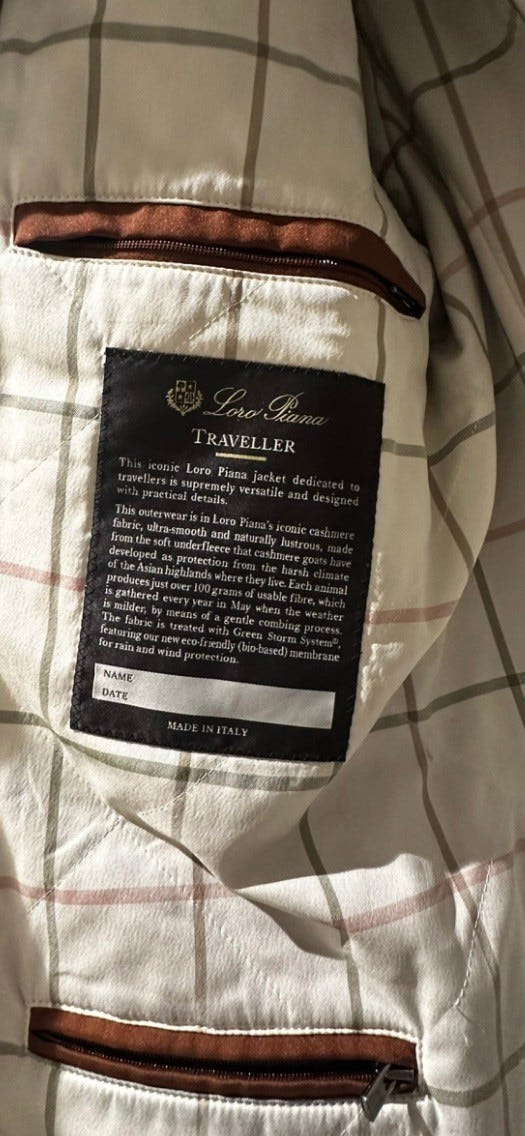 Loro Piana
TRAVELLER
This iconic Loro Piana jacket dedicated to
travellers is supremely versatile and designed
with practical details.
This outerwear is in Loro Piana's iconic cashmere
fabric, ultra-smooth and naturally lustrous, made
from the soft underfleece that cashmere goats have
developed as protection from the harsh climate
of the Asian highlands where they live. Each animal
produces just over 100 grams of usable fibre, which
is gathered every year in May when the weather
is milder, by means of a gentle combing process.
The fabric is treated with Green Storm System®,
featuring our new eco-friendly (bio-based) membrane
for rain and wind protection.
NAME
DATE
MADE IN ITALY